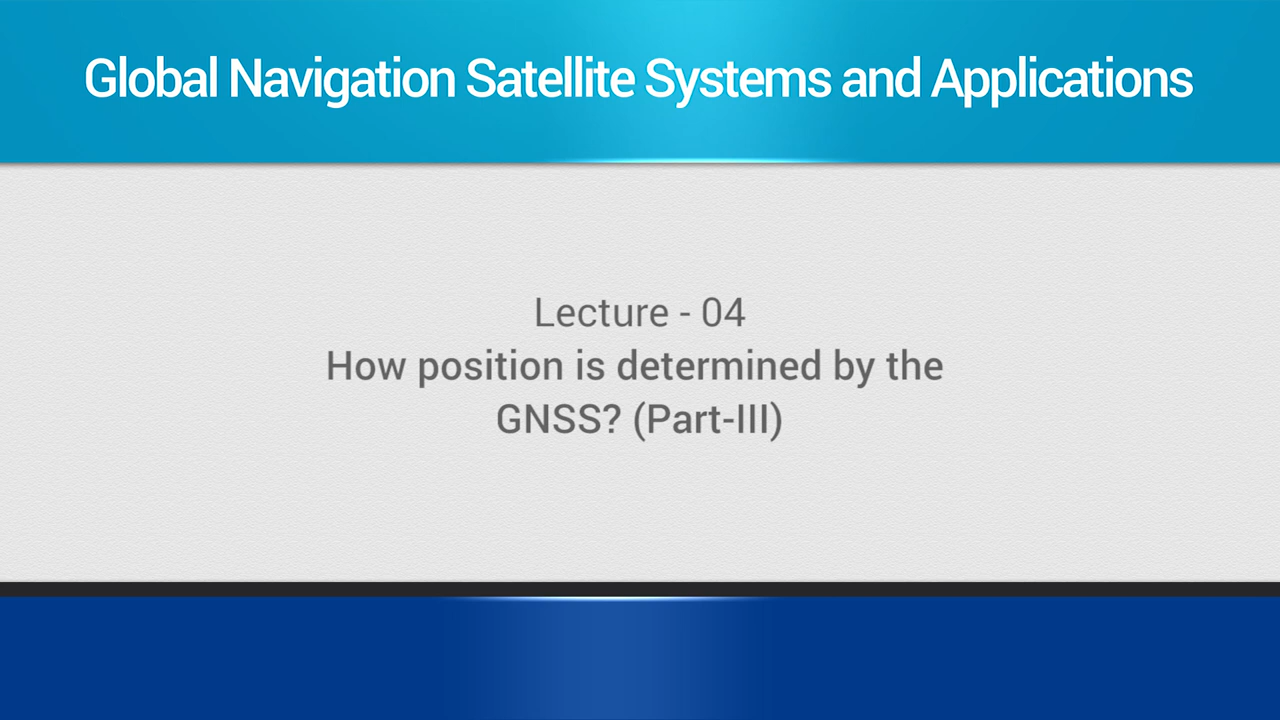 Global Navigation Satellite Systems and Applications
Lecture - 04
How position is determined by the
GNSS? (Part-III)